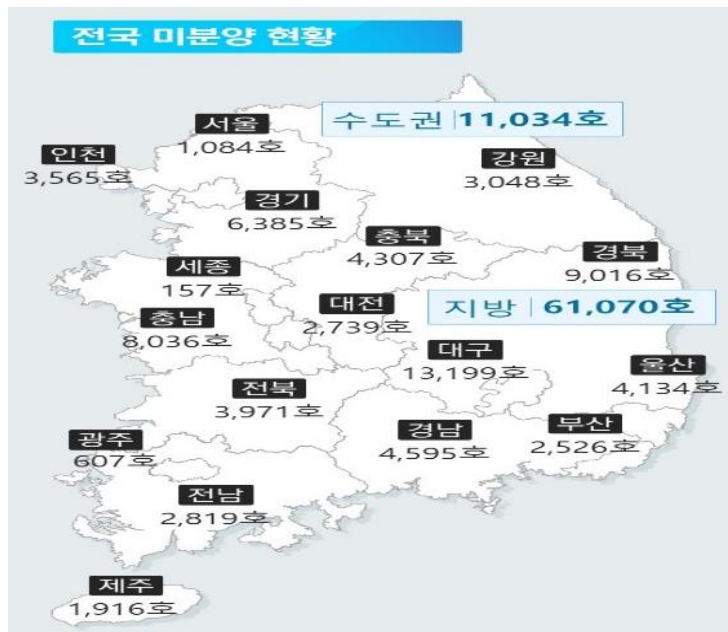 전국 미분양 현황
수도권 11,034호
서울
1,084호
인천
3,565호
강원
3,048호
경기
6,385호
충북
4,307호
경북
9,016호
세종
157호
대전
2,739호
지방 61,070호
충남
8,036호
대구
13,199호
울산
4,134호
전북
3,971호
경남
4,595호
부산
2,526호
광주
607호
전남
2,819호
제주
1,916호